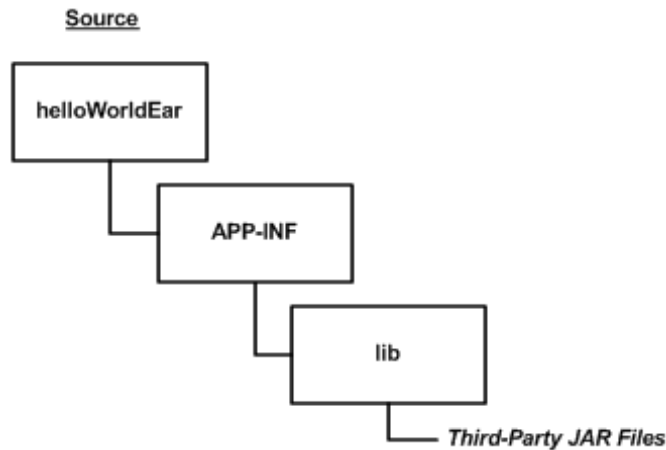 Source
helloWorldEar
APP-INF
lib
Third-Party JAR Files